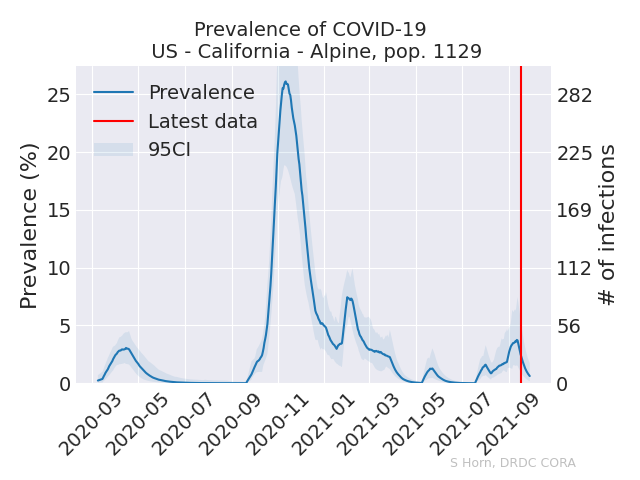 Prevalence of COVID-19
US - California - Alpine, pop. 1129
Prevalence
Latest data
95CI
Prevalence (%)
25
20
15
10
5
0
282
225
169
112
56
0
# of infections
2020-03
2020-05
2020-07
2020-09
2020-11
2021-01
2021-03
2021-05
2021-07
2021-09
S Horn, DRDC CORA